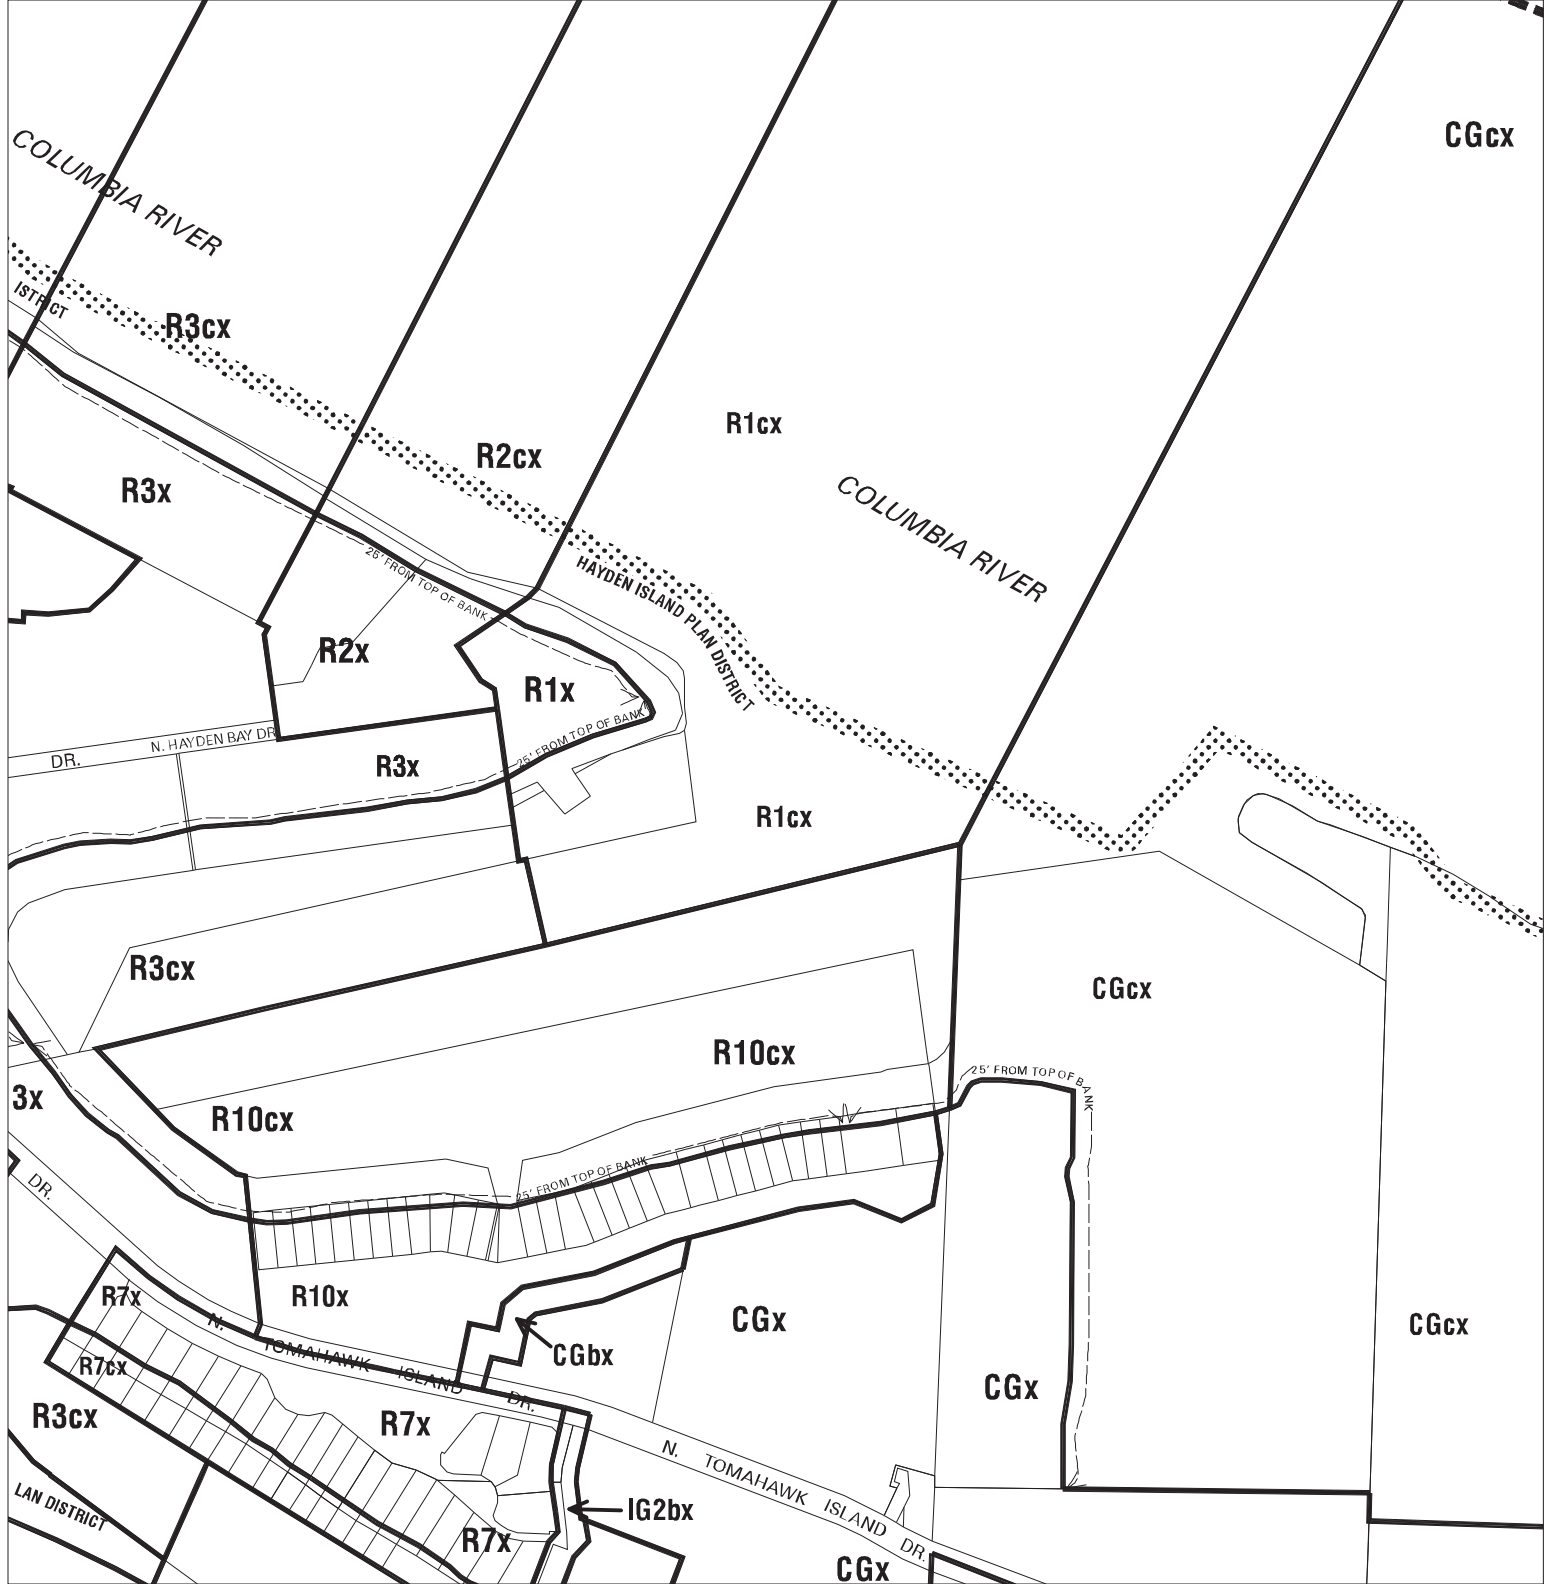 CGcx
COLUMBIA RIVER
ISTRICT
R3cx
R1cx
R2cx
R3x
COLUMBIA RIVER
25' FROM TOP OF BANK
HAYDEN ISLAND PLAN DISTRICT
R2x
R1x
25' FROM TOP OF BANK
N. HAYDEN BAY DR.
DR.
R3x
R1cx
R3cx
CGcx
R10cx
25' FROM TOP OF BANK
3x
R10cx
25' FROM TOP OF BANK
DR.
R7x
R10x
N. TOMAHAWK ISLAND DR.
CGx
CGcx
CGbx
R7cx
CGx
R3cx
R7x
N. TOMAHAWK ISLAND DR.
LAN DISTRICT
IG2bx
R7x
CGx